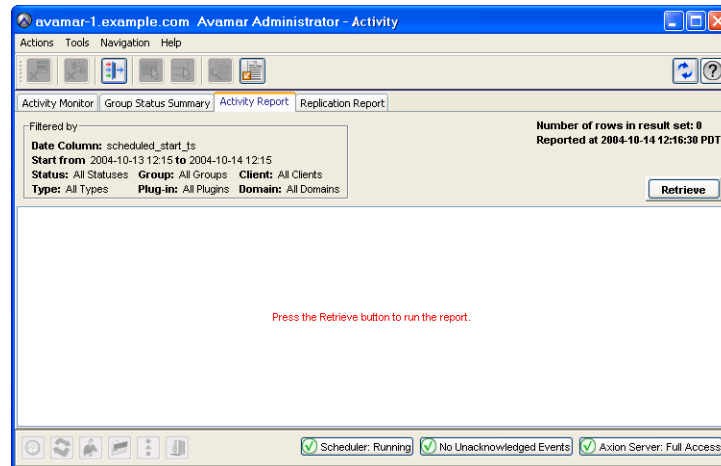 avamar-1.example.com Avamar Administrator - Activity
Actions Tools Navigation Help
Activity Monitor Group Status Summary Activity Report Replication Report
Filtered by
Date Column: scheduled_start_ts
Start from 2004-10-13 12:15 to 2004-10-14 12:15
Status: All Statuses Group: All Groups Client: All Clients
Type: All Types Plug-in: All Plugins Domain: All Domains
Number of rows in result set: 0
Reported at 2004-10-14 12:16:30 PDT
Retrieve
Press the Retrieve button to run the report.
Scheduler: Running No Unacknowledged Events Axion Server: Full Access